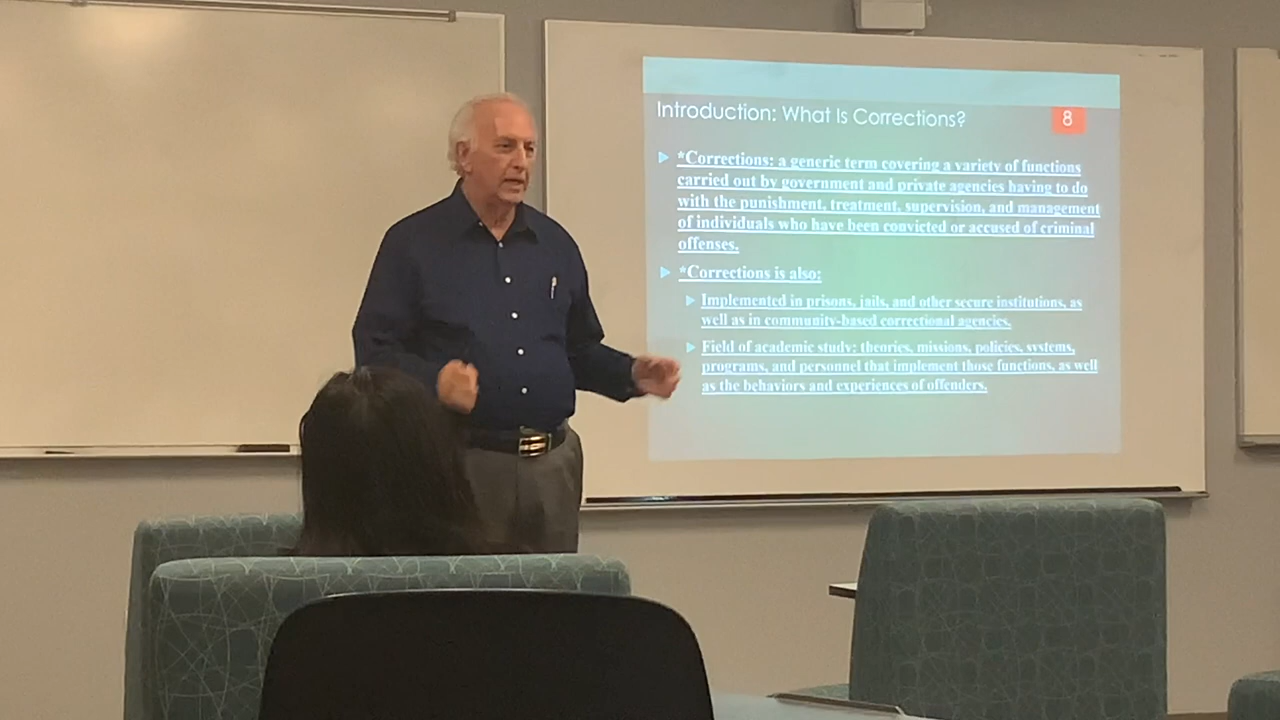 Introduction: What Is Corrections?
8
*Corrections: a generic term covering a variety of functions
carried out by government and private agencies having to do
with the punishment, treatment, supervision, and management
of individuals who have been convicted or accused of criminal
offenses.
*Corrections is also:
Implemented in prisons, jails, and other secure institutions, as
well as in community-based correctional agencies.
Field of academic study: theories, missions, policies, systems,
programs, and personnel that implement those functions, as well
as the behaviors and experiences of offenders.